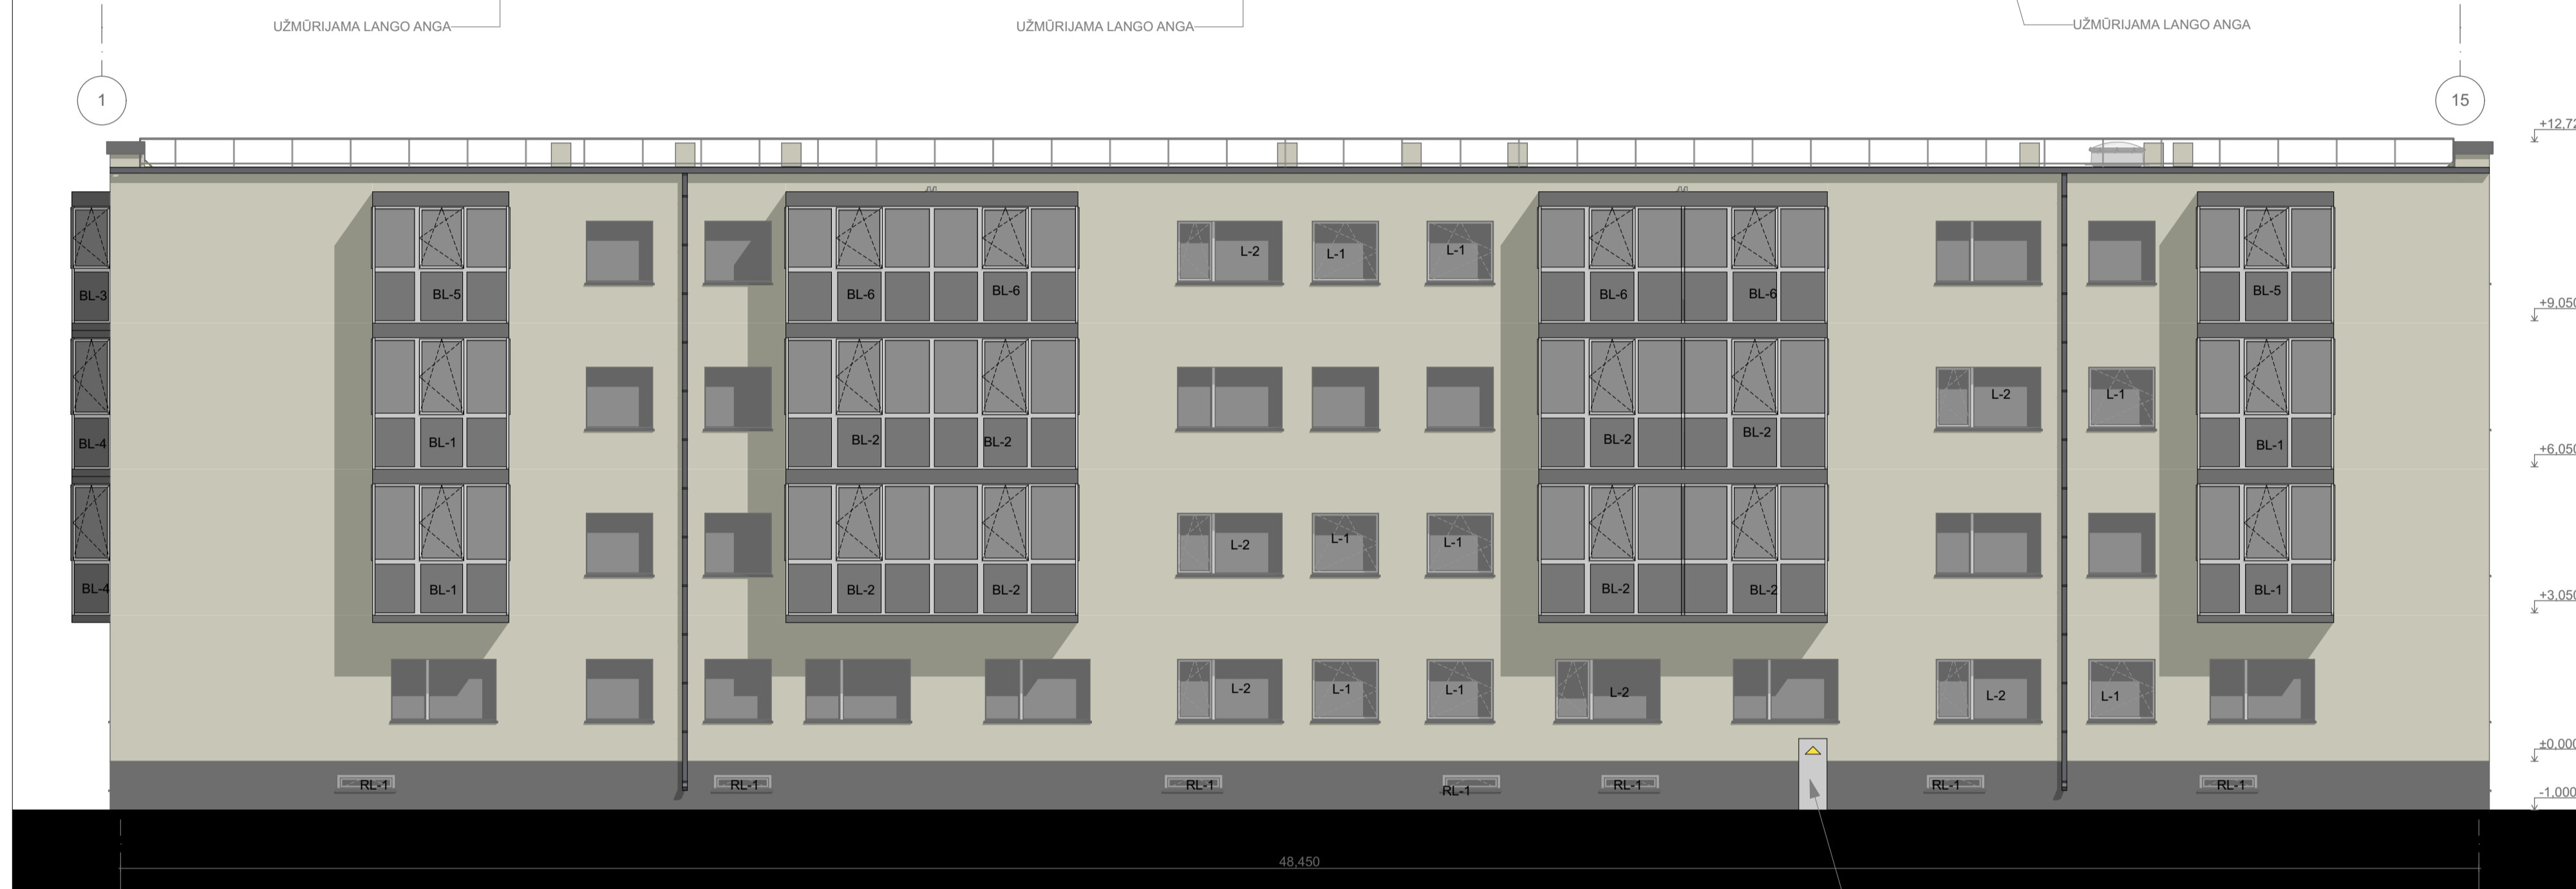 UŽMŪRIJAMA LANGO ANGA
UŽMŪRIJAMA LANGO ANGA
UŽMŪRIJAMA LANGO ANGA
1
15
+12,72
L-2
L-1
L-1
BL-3
BL-5
BL-6
BL-6
BL-6
BL-6
BL-5
+9,050
L-2
L-1
BL-4
BL-1
BL-2
BL-2
BL-2
BL-2
BL-1
+6,050
L-2
L-1
L-1
BL-4
BL-1
BL-2
BL-2
BL-2
BL-2
BL-1
+3,050
L-2
L-1
L-1
L-2
L-2
L-1
±0,000
RL-1
RL-1
RL-1
RL-1
RL-1
RL-1
RL-1
-1,000
48,450